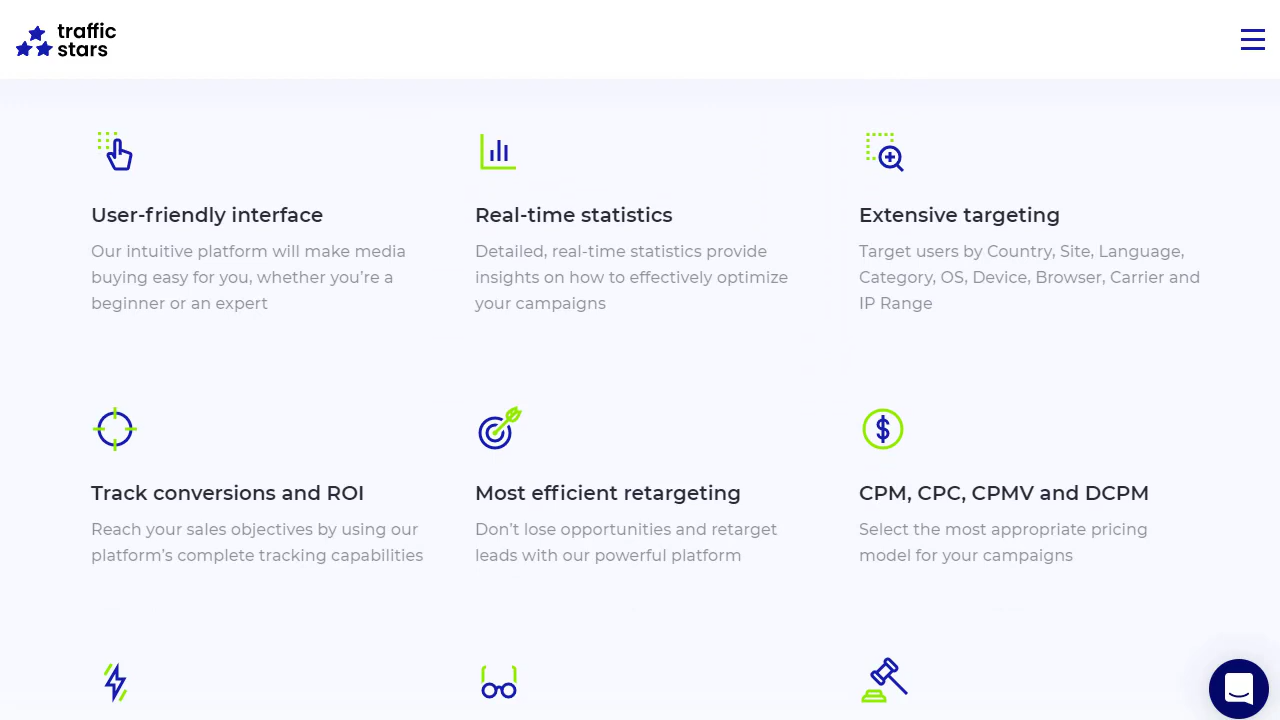 traffic
stars
User-friendly interface
Our intuitive platform will make media
buying easy for you, whether you're a
beginner or an expert
Real-time statistics
Detailed, real-time statistics provide
insights on how to effectively optimize
your campaigns
Extensive targeting
Target users by Country, Site, Language,
Category, OS, Device, Browser, Carrier and
IP Range
Track conversions and ROI
Reach your sales objectives by using our
platform's complete tracking capabilities
Most efficient retargeting
Don't lose opportunities and retarget
leads with our powerful platform
CPM, CPC, CPMV and DCPM
Select the most appropriate pricing
model for your campaigns